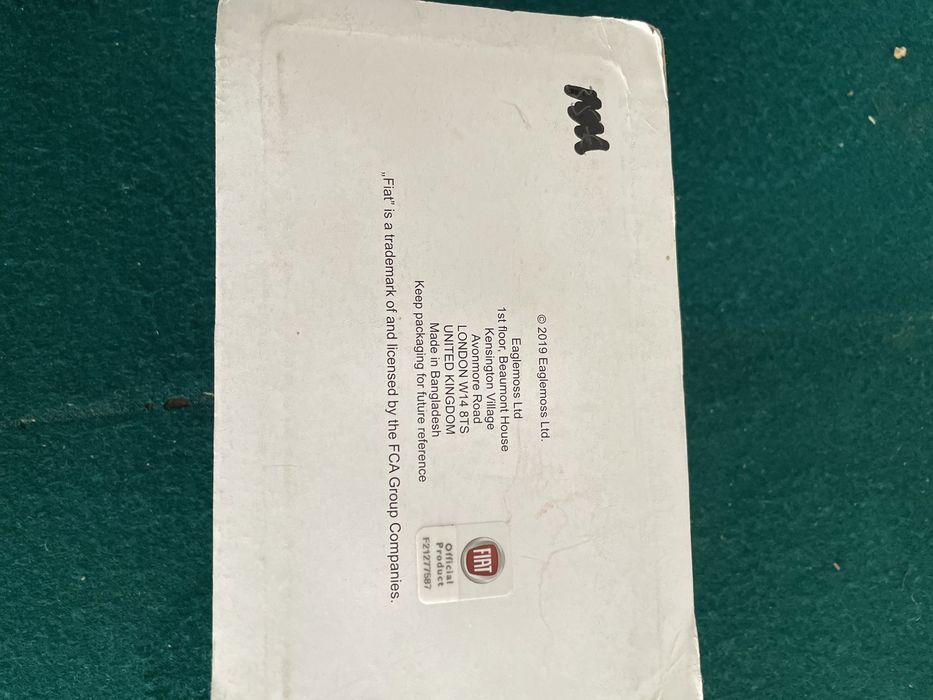 © 2019 Eaglemoss Ltd.
Eaglemoss Ltd
1st floor, Beaumont House
Kensington Village
Avonmore Road
LONDON W14 8TS
UNITED KINGDOM
Made in Bangladesh
Keep packaging for future reference
„Fiat” is a trademark of and licensed by the FCA Group Companies.
FIAT
Official
Product
F21277587